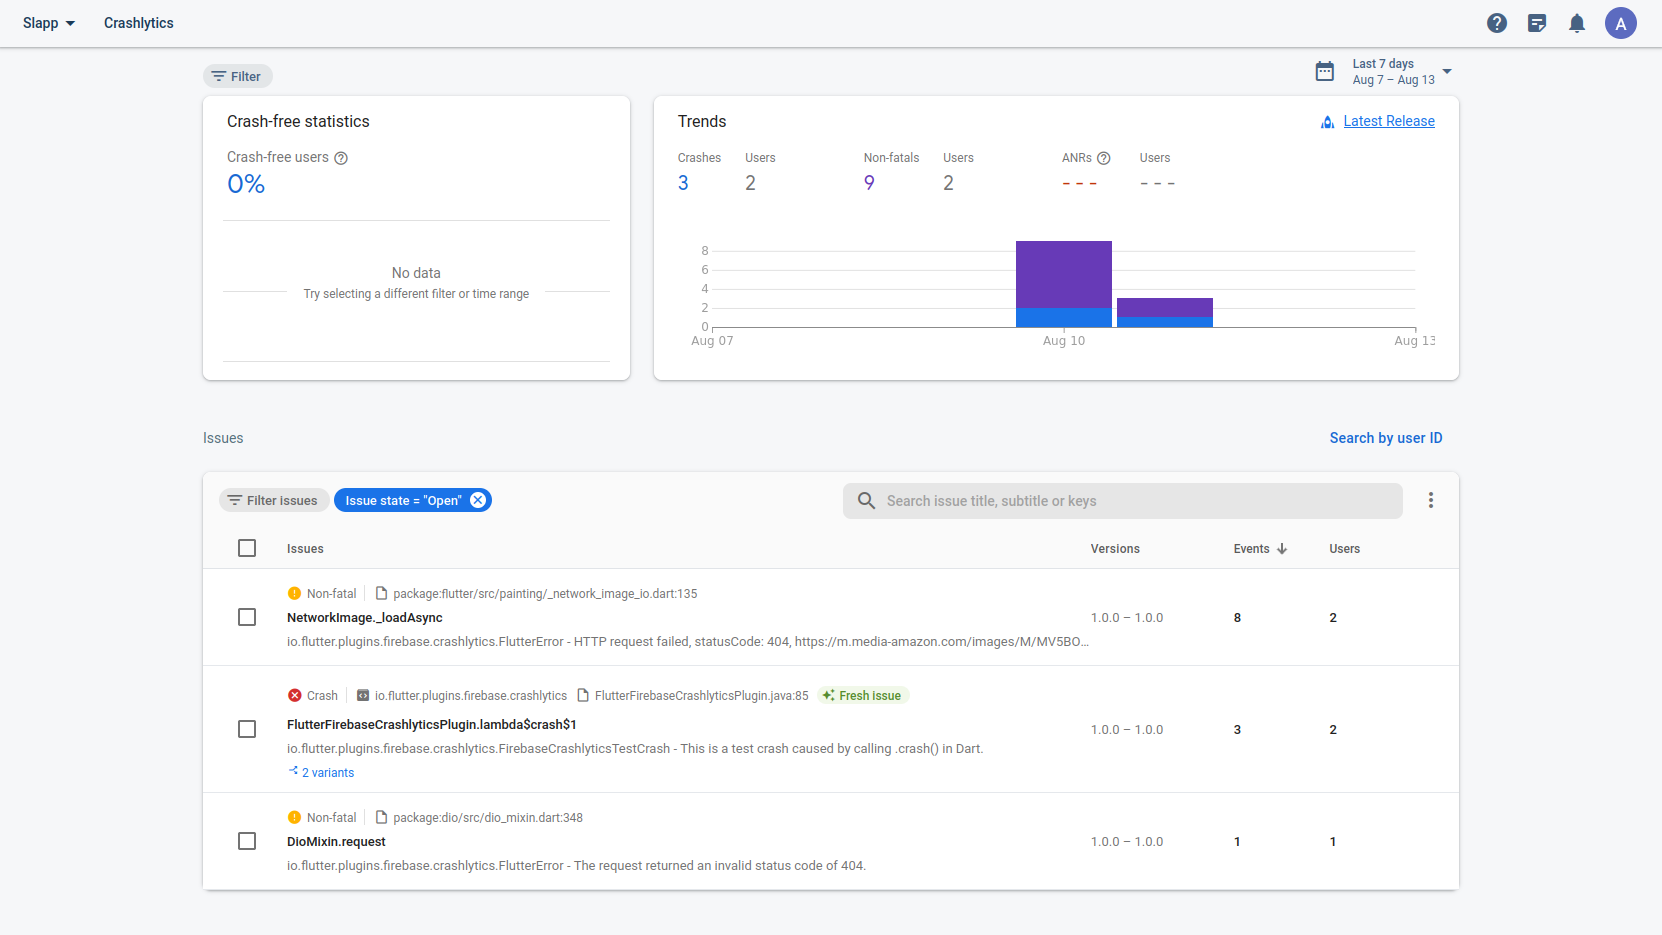 Slapp Crashlytics A
Filter
Last 7 days
Aug 7 – Aug 13
Crash-free statistics
Crash-free users
0%
No data
Try selecting a different filter or time range
Trends
Latest Release
Crashes Users Non-fatals Users ANRs Users
3 2 9 2 --- ---
8
6
4
2
0
Aug 07 Aug 10 Aug 13
Issues
Search by user ID
Filter issues Issue state = "Open" Search issue title, subtitle or keys
Issues Versions Events Users
Non-fatal package:flutter/src/painting/_network_image_io.dart:135
NetworkImage._loadAsync 1.0.0 – 1.0.0 8 2
io.flutter.plugins.firebase.crashlytics.FlutterError - HTTP request failed, statusCode: 404, https://m.media-amazon.com/images/M/MV5BO...
Crash io.flutter.plugins.firebase.crashlytics FlutterFirebaseCrashlyticsPlugin.java:85 Fresh issue
FlutterFirebaseCrashlyticsPlugin.lambda$crash$1 1.0.0 – 1.0.0 3 2
io.flutter.plugins.firebase.crashlytics.FirebaseCrashlyticsTestCrash - This is a test crash caused by calling .crash() in Dart.
2 variants
Non-fatal package:dio/src/dio_mixin.dart:348
DioMixin.request 1.0.0 – 1.0.0 1 1
io.flutter.plugins.firebase.crashlytics.FlutterError - The request returned an invalid status code of 404.